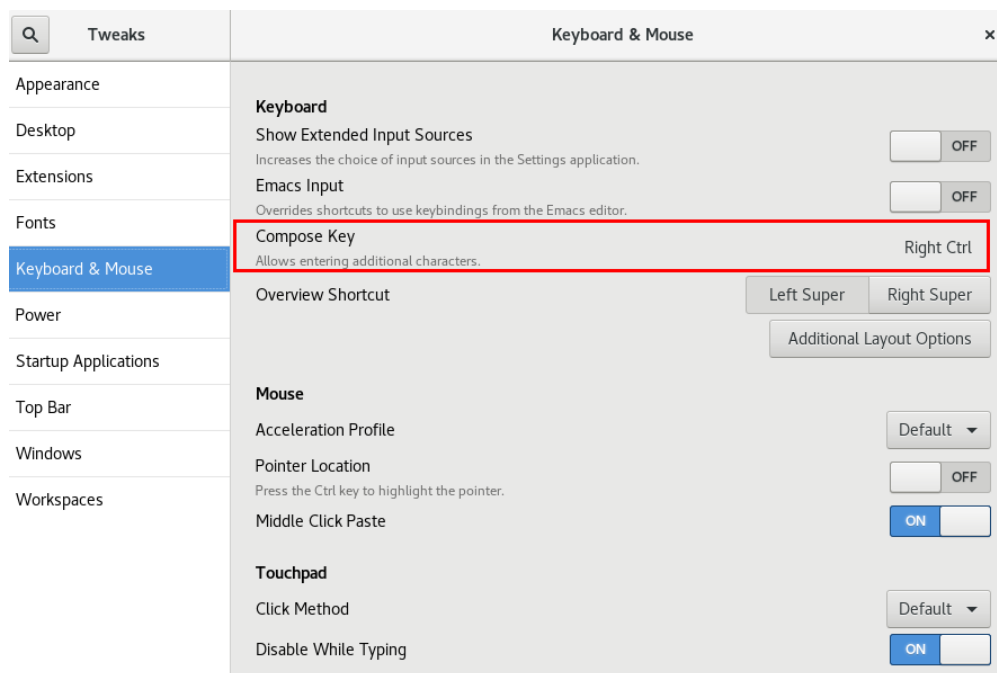 Tweaks
Keyboard & Mouse
Appearance
Desktop
Extensions
Fonts
Keyboard & Mouse
Power
Startup Applications
Top Bar
Windows
Workspaces
Keyboard
Show Extended Input Sources
Increases the choice of input sources in the Settings application.
OFF
Emacs Input
Overrides shortcuts to use keybindings from the Emacs editor.
OFF
Compose Key
Allows entering additional characters.
Right Ctrl
Overview Shortcut
Left Super
Right Super
Additional Layout Options
Mouse
Acceleration Profile
Default
Pointer Location
Press the Ctrl key to highlight the pointer.
OFF
Middle Click Paste
ON
Touchpad
Click Method
Default
Disable While Typing
ON